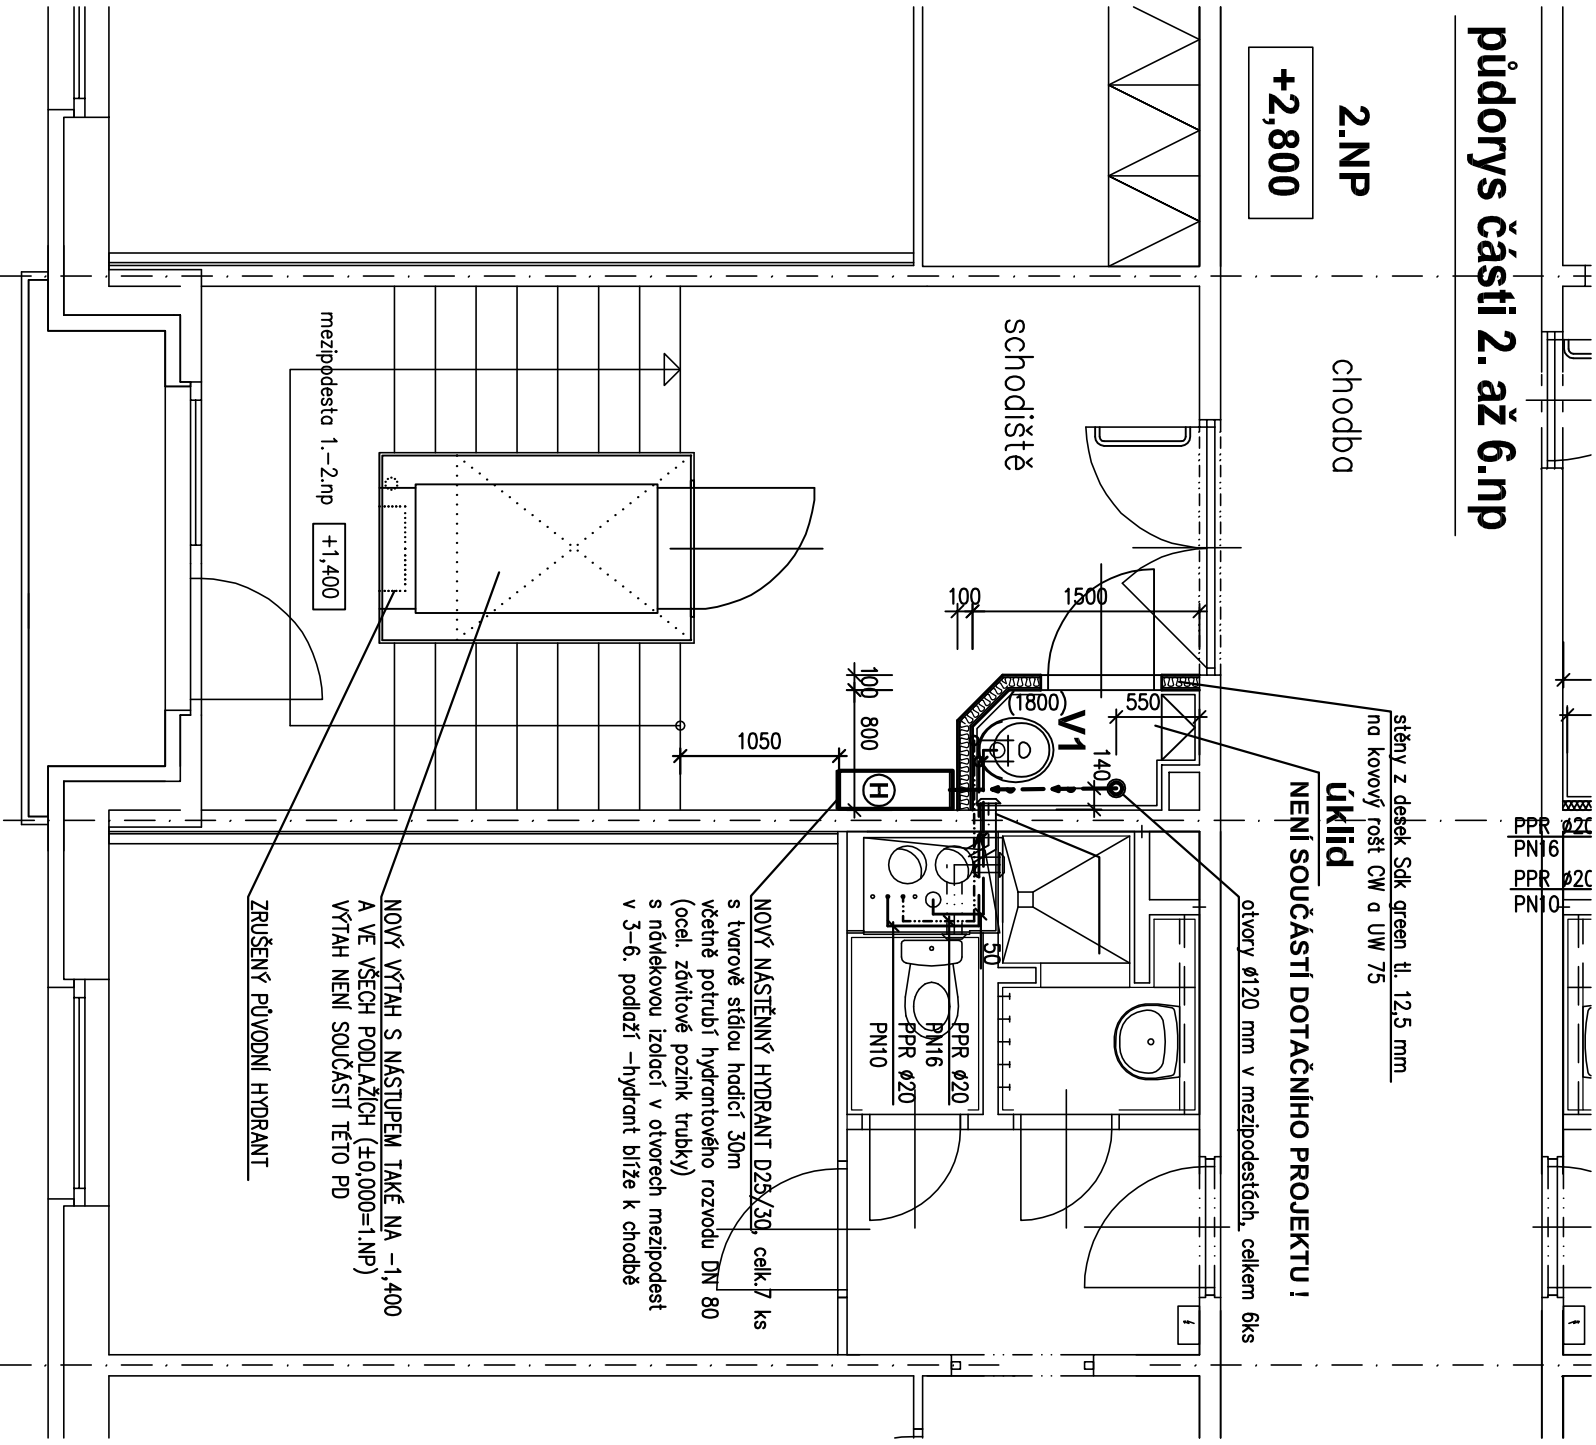 půdorys části 2. až 6.np
2.NP
+2,800
chodba
schodiště
mezipodesta 1.-2.np
+1,400
100
1500
100
800
(1800)
550
V1
140
1050
H
50
stěny z desek Sdk green tl. 12,5 mm
na kovový rošt CW a UW 75
úklid
NENÍ SOUČÁSTÍ DOTAČNÍHO PROJEKTU !
otvory ø120 mm v mezipodestách, celkem 6ks
PPR ø20
PN16
PPR ø20
PN10
PPR ø20
PN16
PPR ø20
PN10
NOVÝ NÁSTĚNNÝ HYDRANT D25/30, celk.7 ks
s tvarově stálou hadicí 30m
včetně potrubí hydrantového rozvodu DN 80
(ocel. závitové pozink trubky)
s návlekovou izolací v otvorech mezipodest
v 3-6. podlaží -hydrant blíže k chodbě
NOVÝ VÝTAH S NÁSTUPEM TAKÉ NA -1,400
A VE VŠECH PODLAŽÍCH (±0,000=1.NP)
VÝTAH NENÍ SOUČÁSTÍ TÉTO PD
ZRUŠENÝ PŮVODNÍ HYDRANT